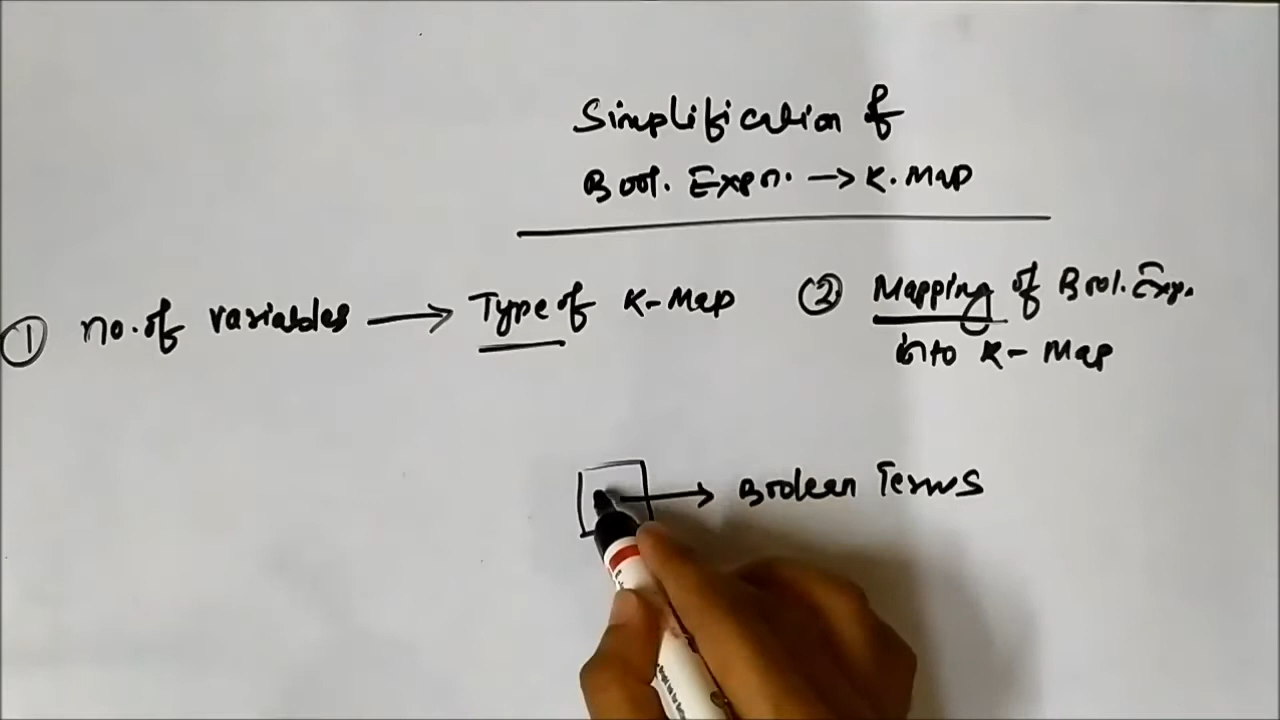 Simplification of
Bool. Expn. → K. Map
① no. of variables → Type of K-Map
② Mapping of Bool. Exp.
into K- Map
→ Boolean Terms